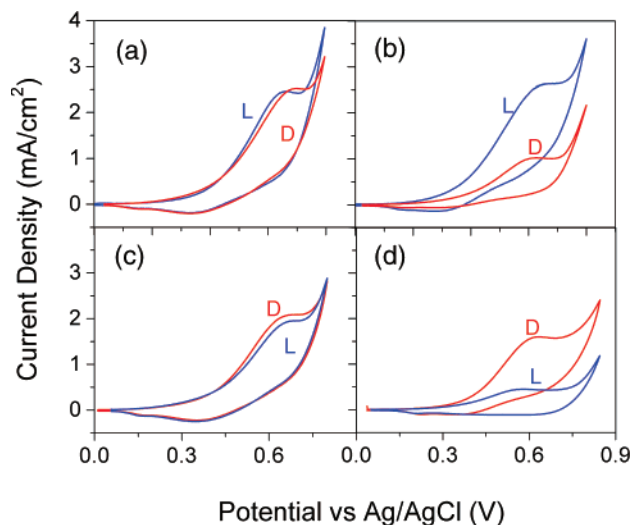 Current Density (mA/cm²)
4
3
2
1
0
(a)
L
D
(b)
L
D
3
2
1
0
(c)
D
L
(d)
D
L
0.0 0.3 0.6 0.0 0.3 0.6 0.9
Potential vs Ag/AgCl (V)